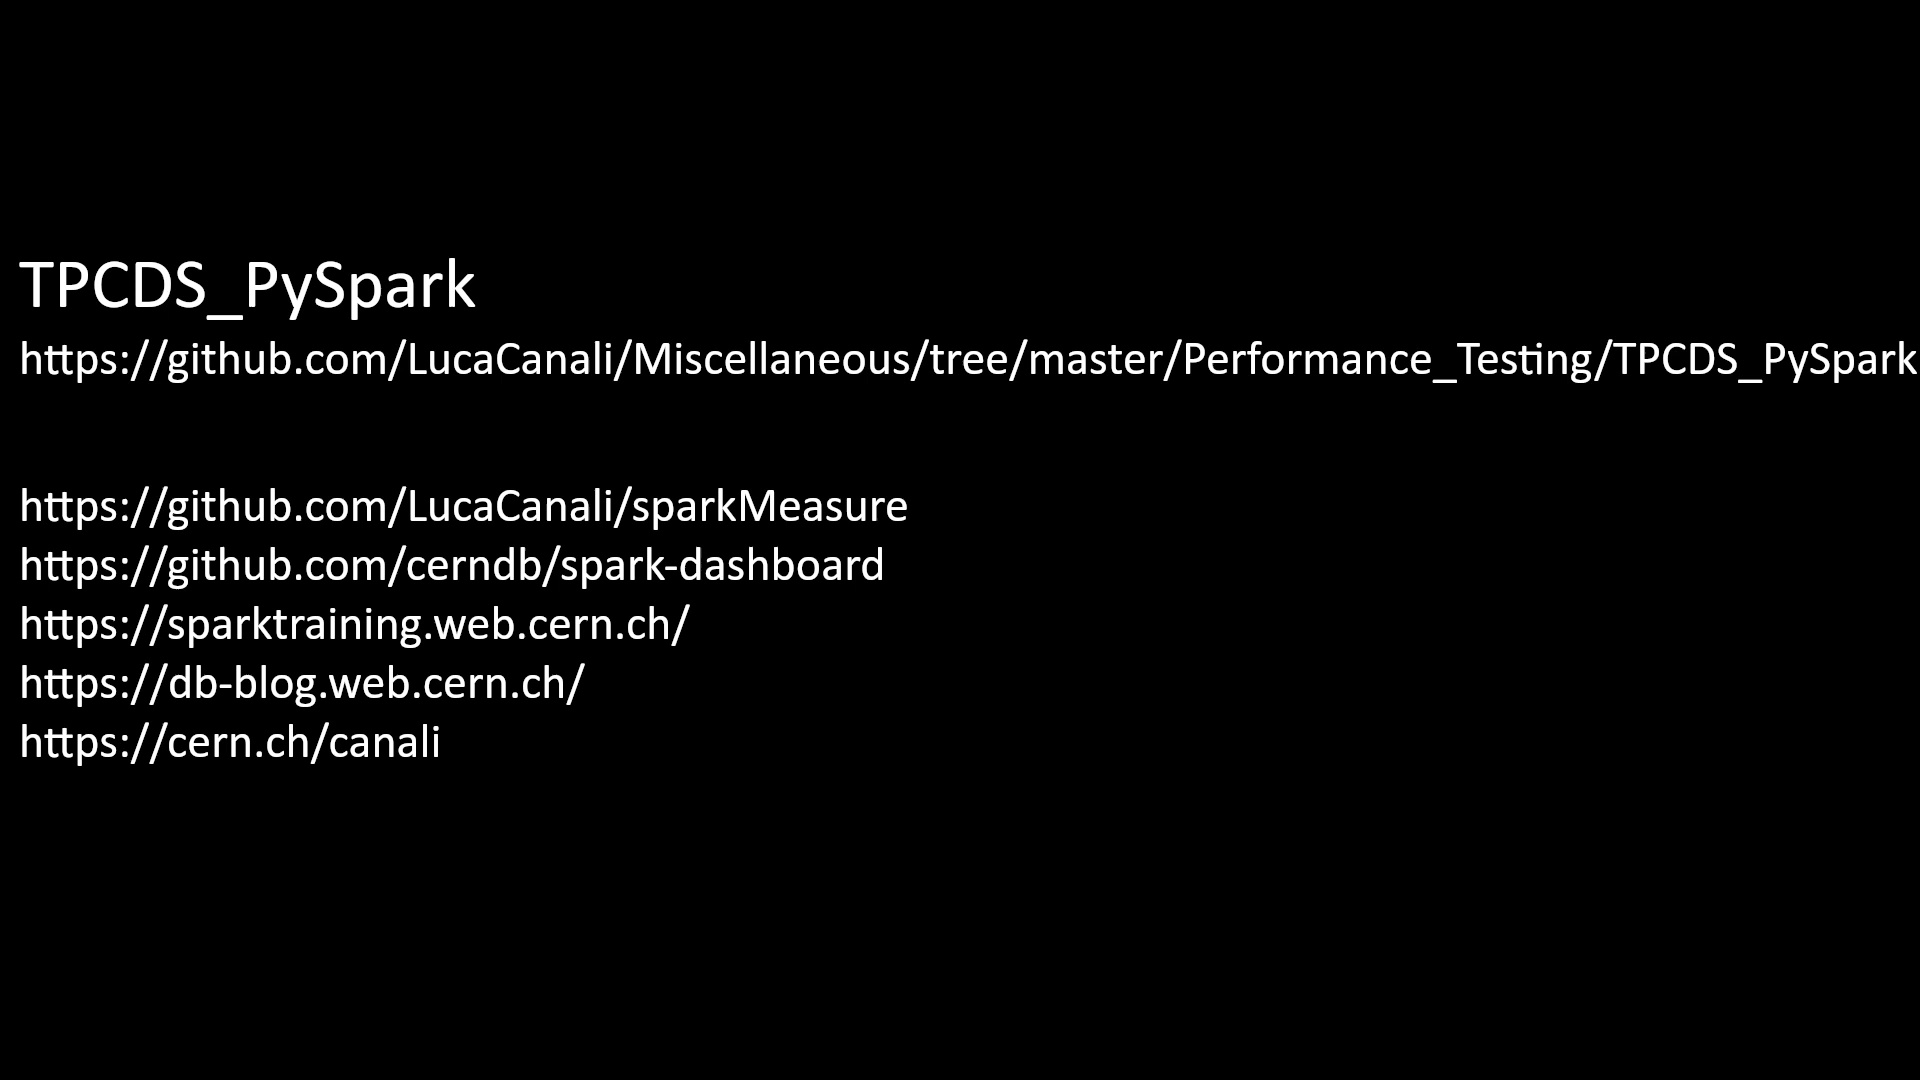 TPCDS_PySpark
https://github.com/LucaCanali/Miscellaneous/tree/master/Performance_Testing/TPCDS_PySpark
https://github.com/LucaCanali/sparkMeasure
https://github.com/cerndb/spark-dashboard
https://sparktraining.web.cern.ch/
https://db-blog.web.cern.ch/
https://cern.ch/canali